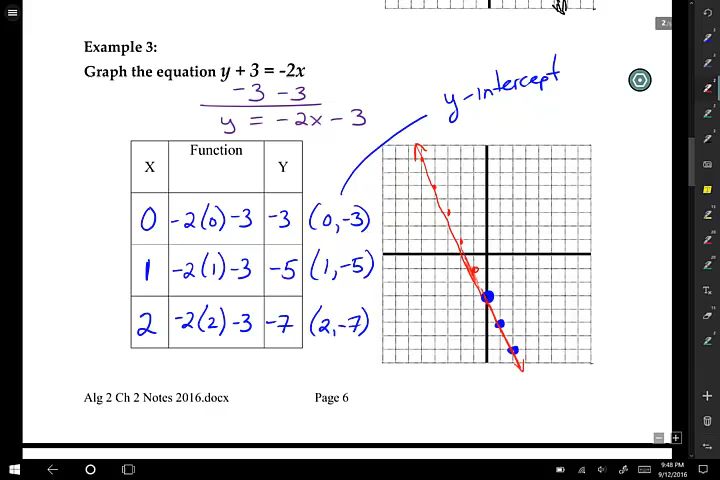 2
Example 3:
Graph the equation y + 3 = -2x
-3 -3
y = -2x - 3
y-intercept
X Function Y
0 -2(0)-3 -3 (0,-3)
1 -2(1)-3 -5 (1,-5)
2 -2(2)-3 -7 (2,-7)
Alg 2 Ch 2 Notes 2016.docx Page 6
9:48 PM
9/12/2016